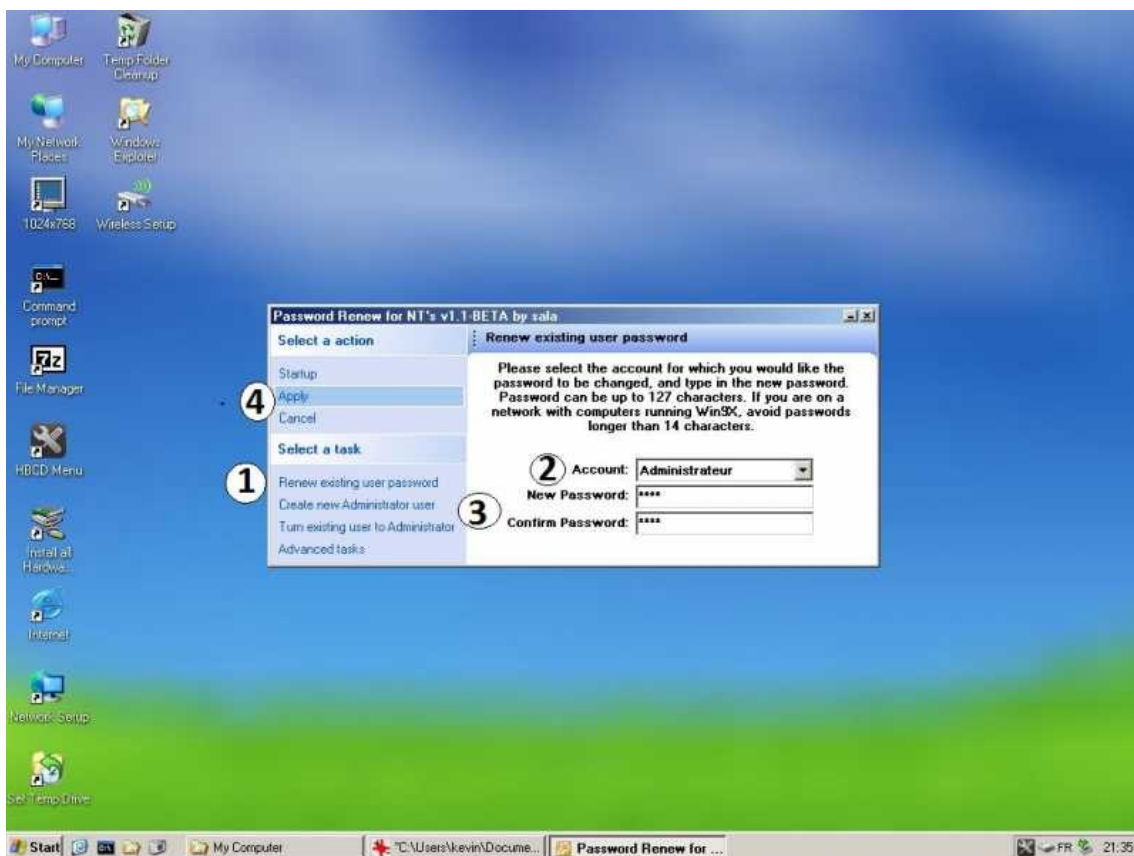 My Computer
Temp Folder
Cleanup
My Network
Places
Windows
Explorer
1024x768
Wireless Setup
Command
prompt
File Manager
HBCD Menu
Install all
Hardwa...
Internet
Network Setup
Set Temp Drive
Password Renew for NT's v1.1-BETA by sala
Select a action
Startup
4 Apply
Cancel
Select a task
1 Renew existing user password
Create new Administrator user
Turn existing user to Administrator
Advanced tasks
Renew existing user password
Please select the account for which you would like the
password to be changed, and type in the new password.
Password can be up to 127 characters. If you are on a
network with computers running Win9X, avoid passwords
longer than 14 characters.
2 Account: Administrateur
New Password: ****
3 Confirm Password: ****
Start
My Computer
"C:\Users\kevin\Docume...
Password Renew for ...
FR
21:35